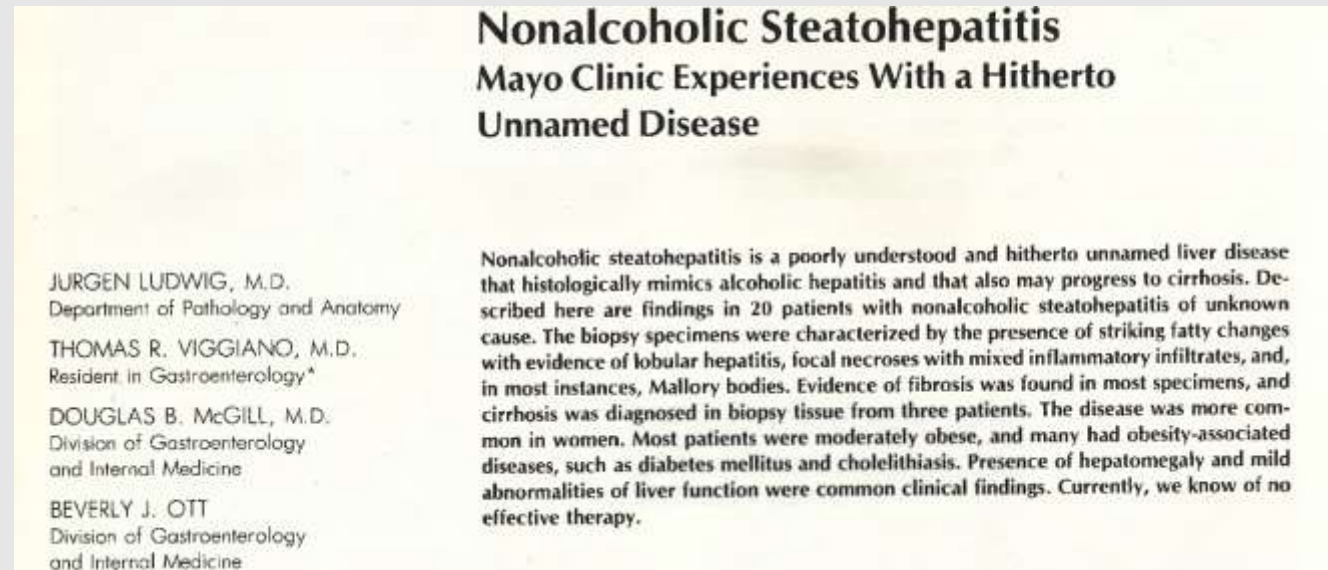 Nonalcoholic Steatohepatitis
Mayo Clinic Experiences With a Hitherto
Unnamed Disease
JURGEN LUDWIG, M.D.
Department of Pathology and Anatomy
THOMAS R. VIGGIANO, M.D.
Resident in Gastroenterology*
DOUGLAS B. McGILL, M.D.
Division of Gastroenterology
and Internal Medicine
BEVERLY J. OTT
Division of Gastroenterology
and Internal Medicine
Nonalcoholic steatohepatitis is a poorly understood and hitherto unnamed liver disease
that histologically mimics alcoholic hepatitis and that also may progress to cirrhosis. De-
scribed here are findings in 20 patients with nonalcoholic steatohepatitis of unknown
cause. The biopsy specimens were characterized by the presence of striking fatty changes
with evidence of lobular hepatitis, focal necroses with mixed inflammatory infiltrates, and,
in most instances, Mallory bodies. Evidence of fibrosis was found in most specimens, and
cirrhosis was diagnosed in biopsy tissue from three patients. The disease was more com-
mon in women. Most patients were moderately obese, and many had obesity-associated
diseases, such as diabetes mellitus and cholelithiasis. Presence of hepatomegaly and mild
abnormalities of liver function were common clinical findings. Currently, we know of no
effective therapy.